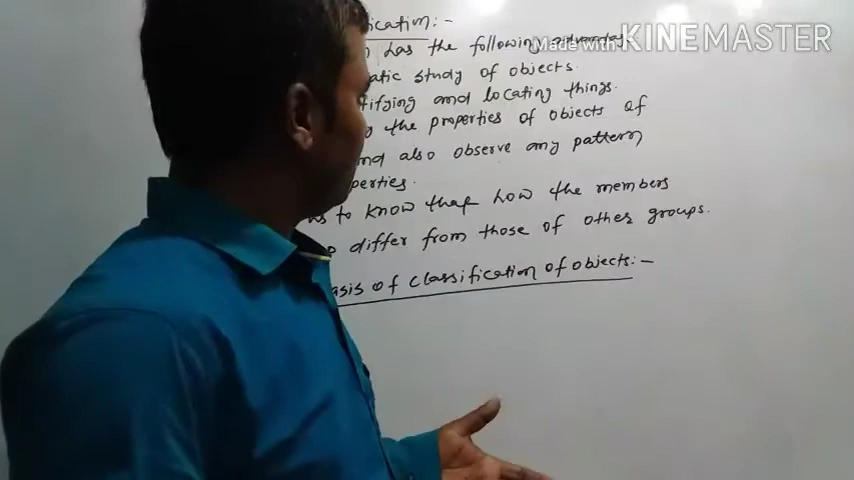 ication:-
Made with KINEMASTER
n has the following advantag
atic study of objects.
tifying and locating things.
g the properties of objects of
nd also observe any pattern
perties.
to know that how the members
differ from those of other groups.
asis of classification of objects:-